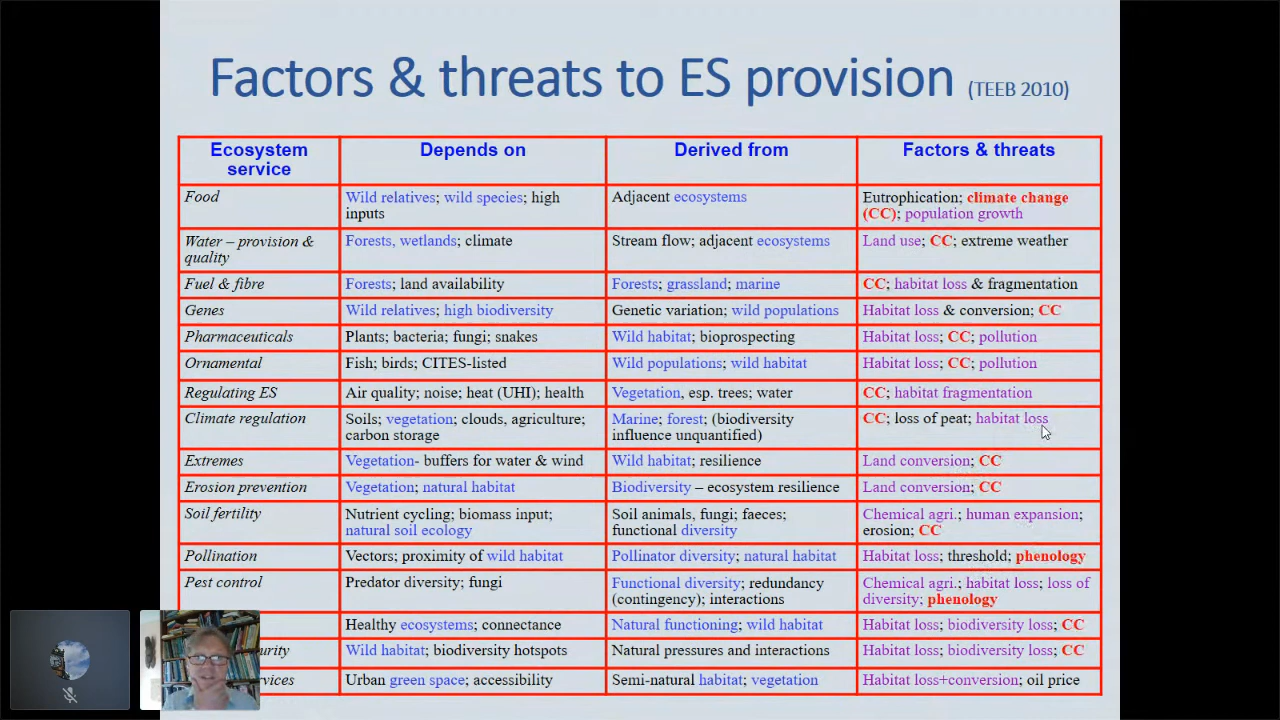 Factors & threats to ES provision (TEEB 2010)
Ecosystem service
Depends on
Derived from
Factors & threats
Food
Wild relatives; wild species; high
inputs
Adjacent ecosystems
Eutrophication; climate change
(CC); population growth
Water – provision &
quality
Forests, wetlands; climate
Stream flow; adjacent ecosystems
Land use; CC; extreme weather
Fuel & fibre
Forests; land availability
Forests; grassland; marine
CC; habitat loss & fragmentation
Genes
Wild relatives; high biodiversity
Genetic variation; wild populations
Habitat loss & conversion; CC
Pharmaceuticals
Plants; bacteria; fungi; snakes
Wild habitat; bioprospecting
Habitat loss; CC; pollution
Ornamental
Fish; birds; CITES-listed
Wild populations; wild habitat
Habitat loss; CC; pollution
Regulating ES
Air quality; noise; heat (UHI); health
Vegetation, esp. trees; water
CC; habitat fragmentation
Climate regulation
Soils; vegetation; clouds, agriculture;
carbon storage
Marine; forest; (biodiversity
influence unquantified)
CC; loss of peat; habitat loss
Extremes
Vegetation- buffers for water & wind
Wild habitat; resilience
Land conversion; CC
Erosion prevention
Vegetation; natural habitat
Biodiversity – ecosystem resilience
Land conversion; CC
Soil fertility
Nutrient cycling; biomass input;
natural soil ecology
Soil animals, fungi; faeces;
functional diversity
Chemical agri.; human expansion;
erosion; CC
Pollination
Vectors; proximity of wild habitat
Pollinator diversity; natural habitat
Habitat loss; threshold; phenology
Pest control
Predator diversity; fungi
Functional diversity; redundancy
(contingency); interactions
Chemical agri.; habitat loss; loss of
diversity; phenology
Healthy ecosystems; connectance
Natural functioning; wild habitat
Habitat loss; biodiversity loss; CC
Wild habitat; biodiversity hotspots
Natural pressures and interactions
Habitat loss; biodiversity loss; CC
Urban green space; accessibility
Semi-natural habitat; vegetation
Habitat loss+conversion; oil price